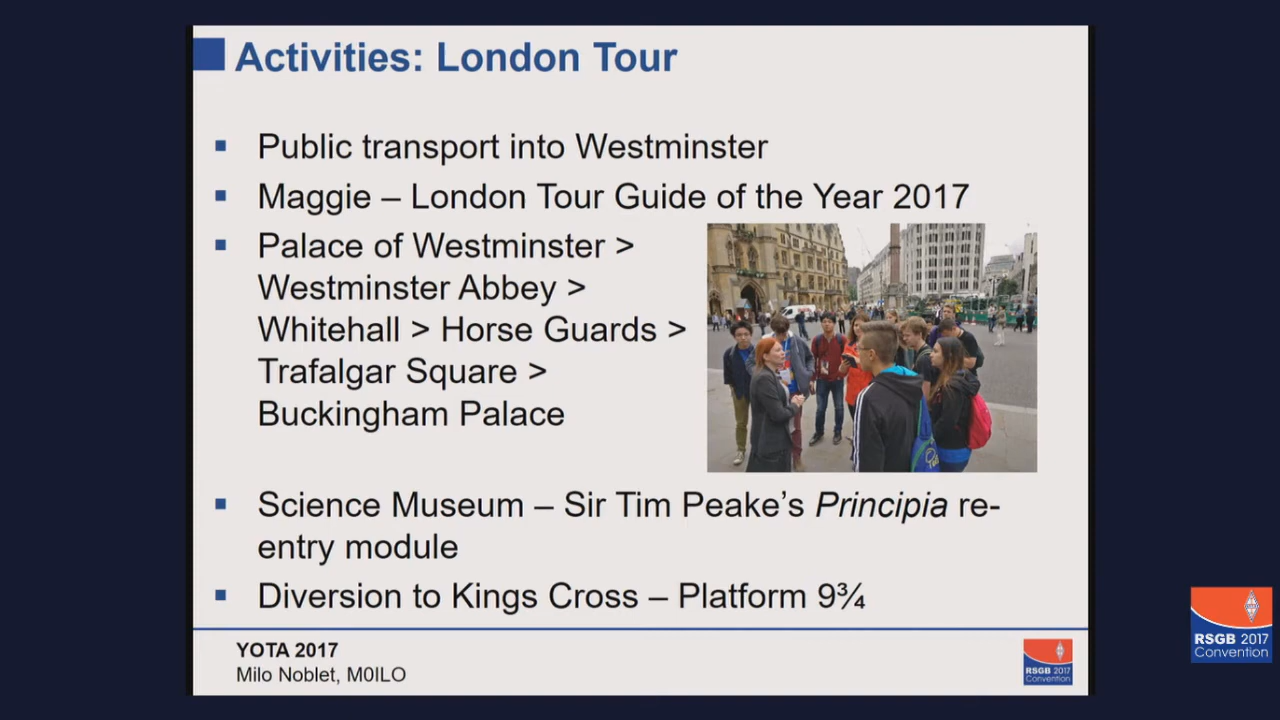 Activities: London Tour
Public transport into Westminster
Maggie – London Tour Guide of the Year 2017
Palace of Westminster >
Westminster Abbey >
Whitehall > Horse Guards >
Trafalgar Square >
Buckingham Palace
Science Museum – Sir Tim Peake’s Principia re-
entry module
Diversion to Kings Cross – Platform 9¾
YOTA 2017
Milo Noblet, M0ILO
RSGB 2017
Convention
RSGB 2017
Convention